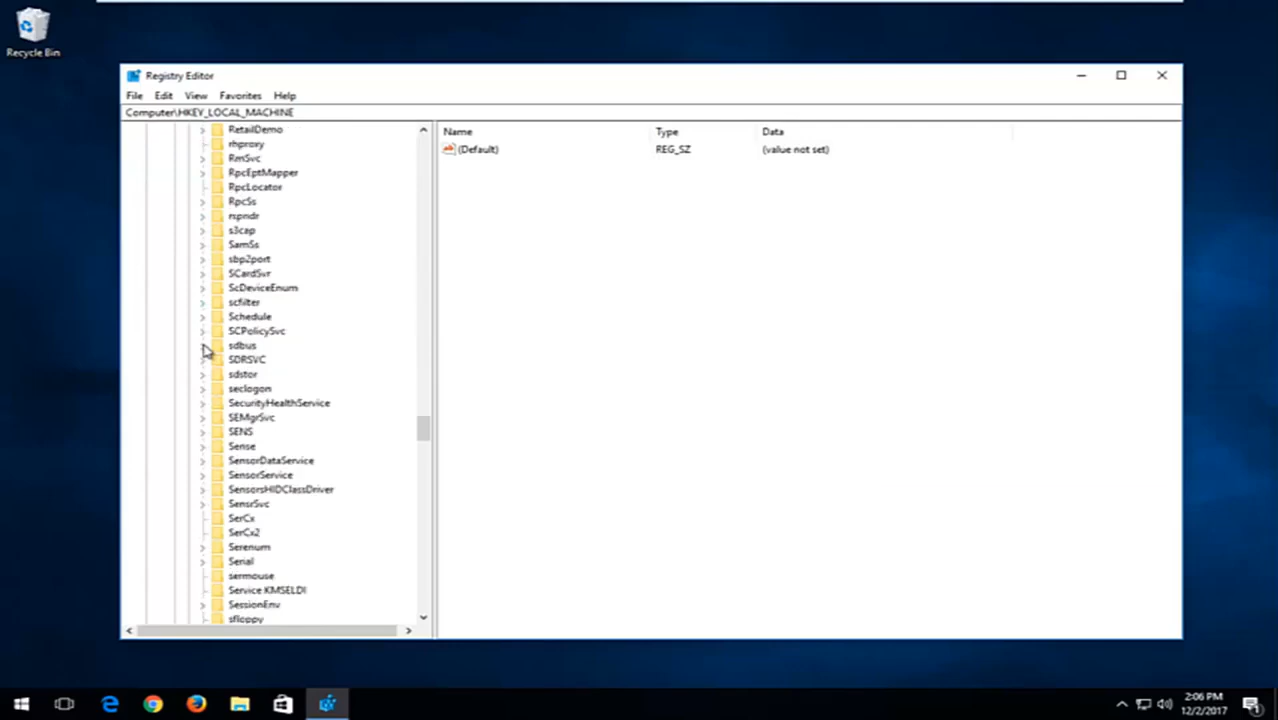 Recycle Bin
Registry Editor
File Edit View Favorites Help
Computer\HKEY_LOCAL_MACHINE
RetailDemo
rhproxy
RmSvc
RpcEptMapper
RpcLocator
RpcSs
rspndr
s3cap
SamSs
sbp2port
SCardSvr
ScDeviceEnum
scfilter
Schedule
SCPolicySvc
sdbus
SDRSVC
sdstor
seclogon
SecurityHealthService
SEMgrSvc
SENS
Sense
SensorDataService
SensorService
SensorsHIDClassDriver
SensrSvc
SerCx
SerCx2
Serenum
Serial
sermouse
Service KMSELDI
SessionEnv
sfloppy
Name Type Data
ab (Default) REG_SZ (value not set)
2:06 PM
12/2/2017
1